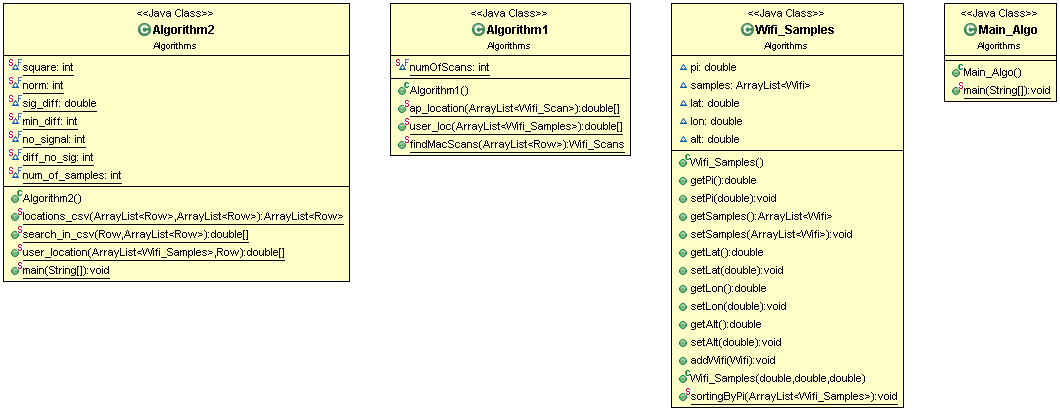 <<Java Class>>
Algorithm2
Algorithms
square: int
norm: int
sig_diff: double
min_diff: int
no_signal: int
diff_no_sig: int
num_of_samples: int
Algorithm2()
locations_csv(ArrayList<Row>,ArrayList<Row>):ArrayList<Row>
search_in_csv(Row,ArrayList<Row>):double[]
user_location(ArrayList<Wifi_Samples>,Row):double[]
main(String[]):void
<<Java Class>>
Algorithm1
Algorithms
numOfScans: int
Algorithm1()
ap_location(ArrayList<Wifi_Scan>):double[]
user_loc(ArrayList<Wifi_Samples>):double[]
findMacScans(ArrayList<Row>):Wifi_Scans
<<Java Class>>
Wifi_Samples
Algorithms
pi: double
samples: ArrayList<Wifi>
lat: double
lon: double
alt: double
Wifi_Samples()
getPi():double
setPi(double):void
getSamples():ArrayList<Wifi>
setSamples(ArrayList<Wifi>):void
getLat():double
setLat(double):void
getLon():double
setLon(double):void
getAlt():double
setAlt(double):void
addWifi(Wifi):void
Wifi_Samples(double,double,double)
sortingByPi(ArrayList<Wifi_Samples>):void
<<Java Class>>
Main_Algo
Algorithms
Main_Algo()
main(String[]):void